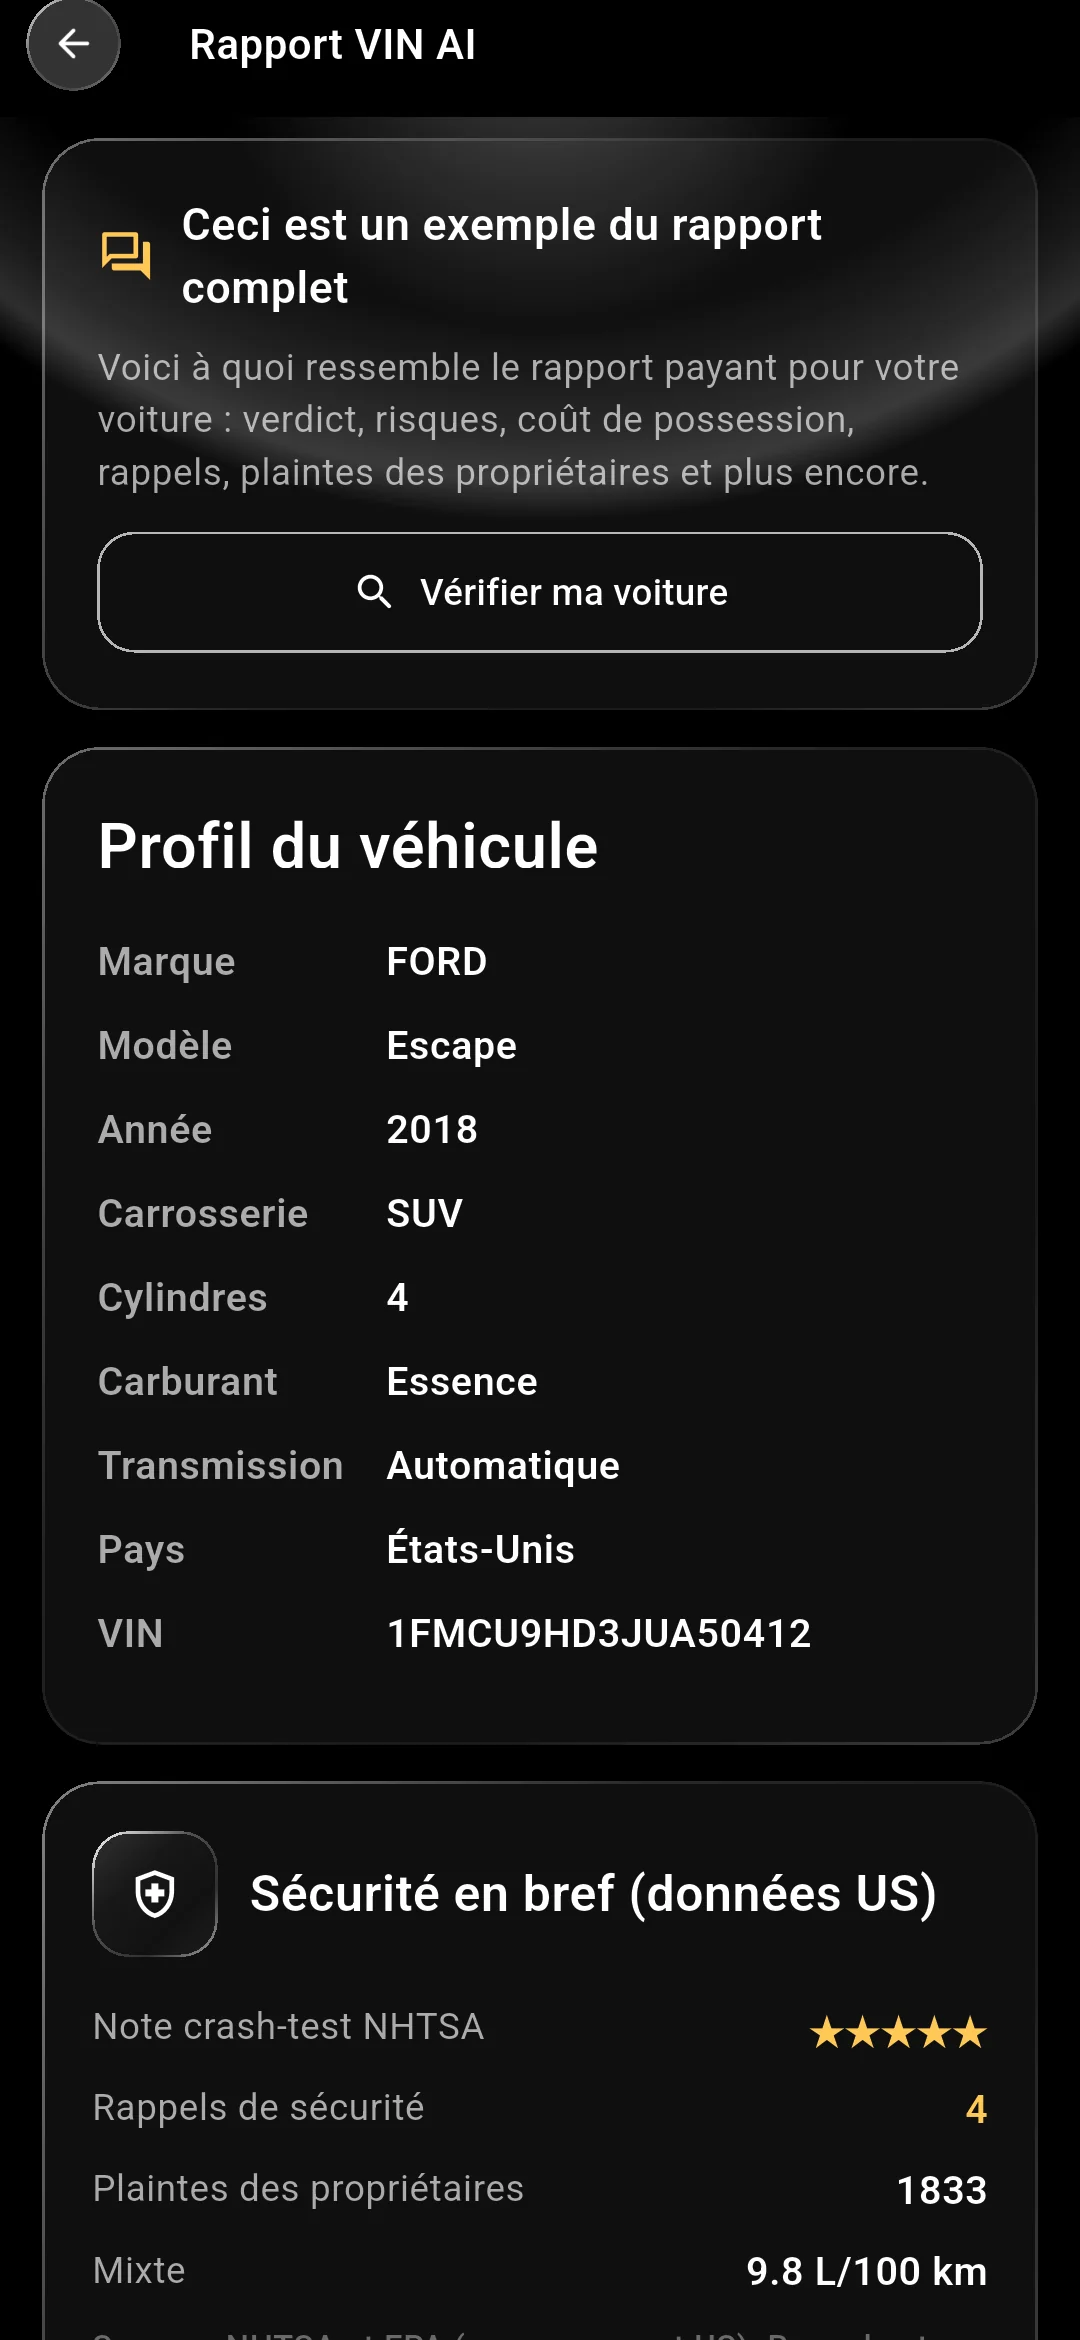 Rapport VIN AI
Ceci est un exemple du rapport
complet
Voici à quoi ressemble le rapport payant pour votre
voiture : verdict, risques, coût de possession,
rappels, plaintes des propriétaires et plus encore.
Vérifier ma voiture
Profil du véhicule
Marque FORD
Modèle Escape
Année 2018
Carrosserie SUV
Cylindres 4
Carburant Essence
Transmission Automatique
Pays États-Unis
VIN 1FMCU9HD3JUA50412
Sécurité en bref (données US)
Note crash-test NHTSA ★★★★★
Rappels de sécurité 4
Plaintes des propriétaires 1833
Mixte 9.8 L/100 km